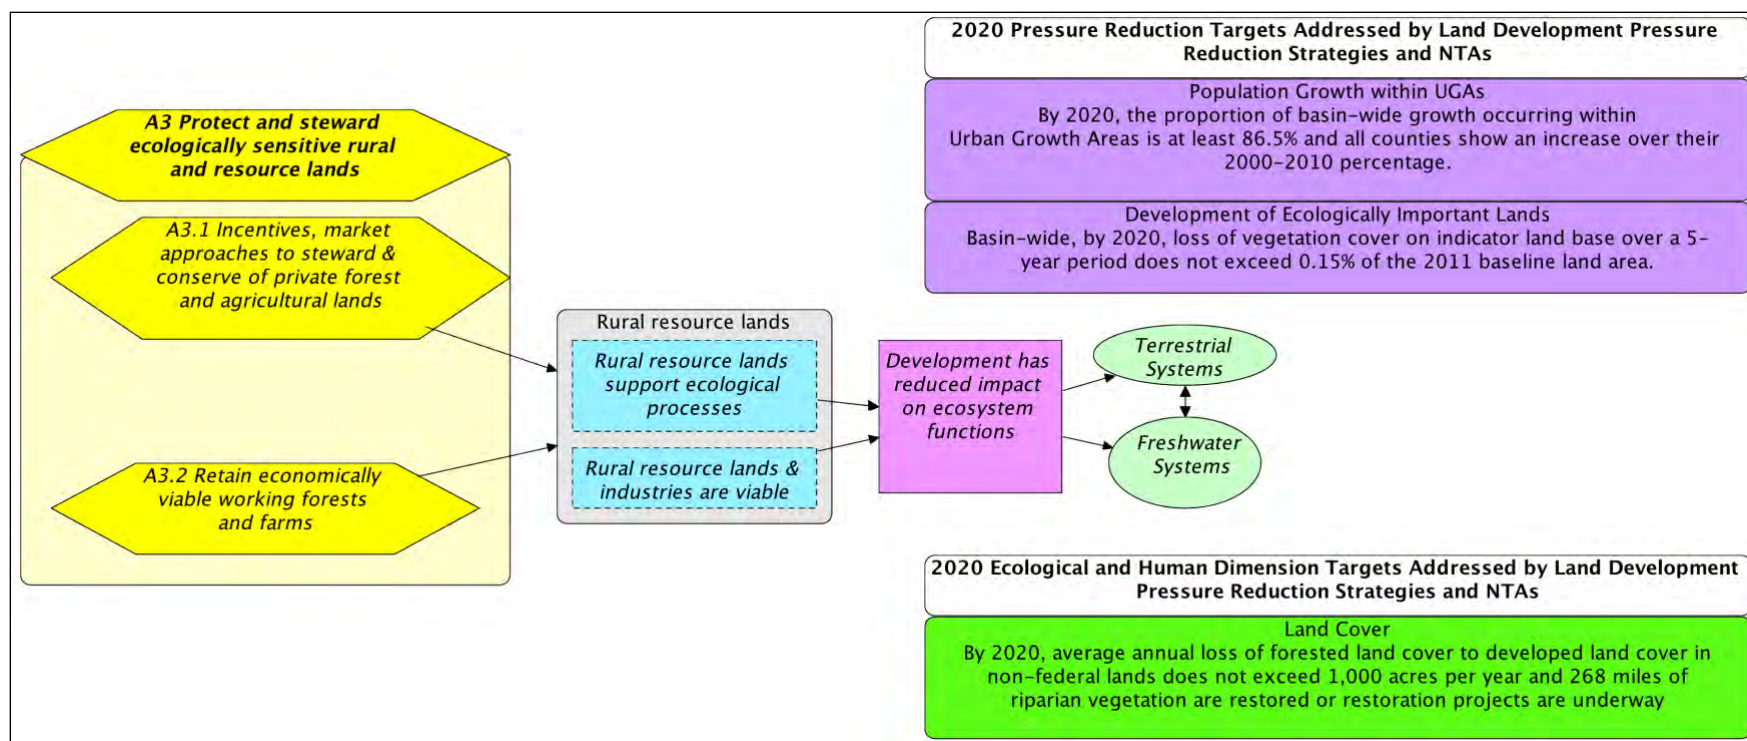 2020 Pressure Reduction Targets Addressed by Land Development Pressure
Reduction Strategies and NTAs
Population Growth within UGAs
By 2020, the proportion of basin-wide growth occurring within
Urban Growth Areas is at least 86.5% and all counties show an increase over their
2000-2010 percentage.
Development of Ecologically Important Lands
Basin-wide, by 2020, loss of vegetation cover on indicator land base over a 5-
year period does not exceed 0.15% of the 2011 baseline land area.
A3 Protect and steward
ecologically sensitive rural
and resource lands
A3.1 Incentives, market
approaches to steward &
conserve of private forest
and agricultural lands
A3.2 Retain economically
viable working forests
and farms
Rural resource lands
Rural resource lands
support ecological
processes
Rural resource lands &
industries are viable
Development has
reduced impact
on ecosystem
functions
Terrestrial
Systems
Freshwater
Systems
2020 Ecological and Human Dimension Targets Addressed by Land Development
Pressure Reduction Strategies and NTAs
Land Cover
By 2020, average annual loss of forested land cover to developed land cover in
non-federal lands does not exceed 1,000 acres per year and 268 miles of
riparian vegetation are restored or restoration projects are underway